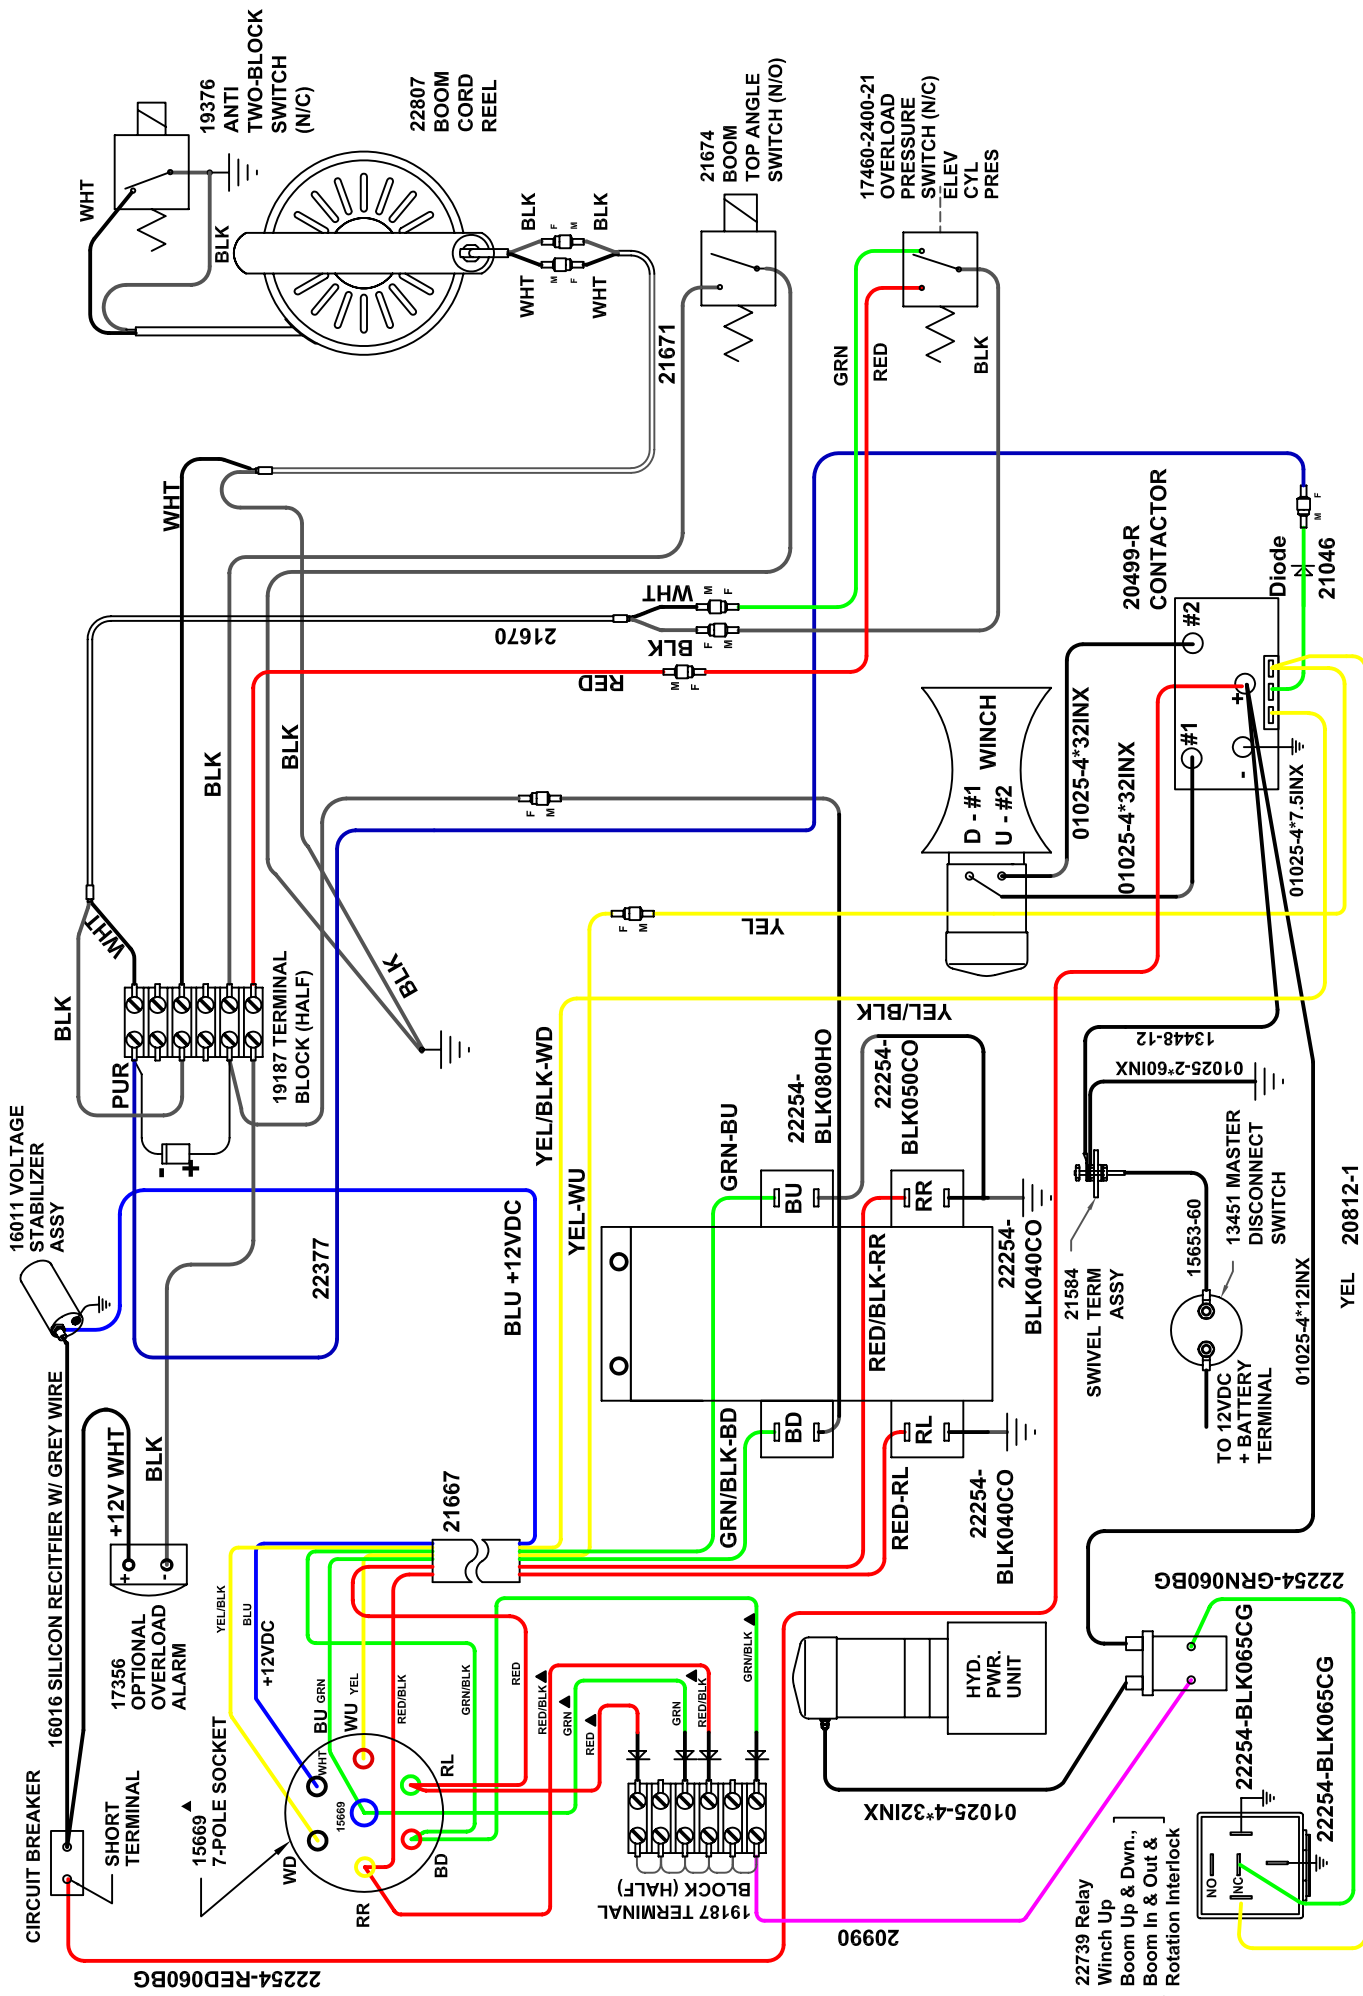 19376
ANTI
TWO-BLOCK
SWITCH
(N/C)
WHT
BLK
22807
BOOM
CORD
REEL
BLK
F
M
BLK
WHT
M
F
WHT
21671
21674
BOOM
TOP ANGLE
SWITCH (N/O)
17460-2400-21
OVERLOAD
PRESSURE
SWITCH (N/C)
ELEV
CYL
PRES
GRN
RED
BLK
WHT
21670
WHT
M
F
BLK
F
M
RED
M
F
BLK
BLK
WHT
BLK
BLK
PUR
19187 TERMINAL
BLOCK (HALF)
-
+
F
M
F
M
YEL
YEL/BLK
20499-R
CONTACTOR
#2
#1
+
-
Diode
21046
M
F
WINCH
D - #1
U - #2
01025-4*32INX
01025-4*32INX
01025-4*7.5INX
16011 VOLTAGE
STABILIZER
ASSY
22377
BLU +12VDC
YEL/BLK-WD
YEL-WU
GRN-BU
22254-
BLK080HO
22254-
BLK050CO
BU
RR
BD
RL
RED/BLK-RR
22254-
BLK040CO
GRN/BLK-BD
RED-RL
22254-
BLK040CO
13448-12
01025-2*60INX
21584
SWIVEL TERM
ASSY
15653-60
13451 MASTER
DISCONNECT
SWITCH
TO 12VDC
+ BATTERY
TERMINAL
01025-4*12INX
YEL
20812-1
16016 SILICON RECITFIER W/ GREY WIRE
+12V WHT
BLK
+
-
17356
OPTIONAL
OVERLOAD
ALARM
CIRCUIT BREAKER
SHORT
TERMINAL
15669
7-POLE SOCKET
21667
YEL/BLK
BLU
+12VDC
BU
GRN
WU
YEL
RED/BLK
GRN/BLK
RED
WHT
15669
WD
RR
BD
RL
RED/BLK
GRN
RED
GRN
RED/BLK
GRN/BLK
19187 TERMINAL
BLOCK (HALF)
20990
22254-RED060BG
HYD.
PWR.
UNIT
01025-4*32INX
22254-GRN060BG
22254-BLK065CG
22254-BLK065CG
NO
NC
22739 Relay
Winch Up
Boom Up & Dwn.,
Boom In & Out &
Rotation Interlock